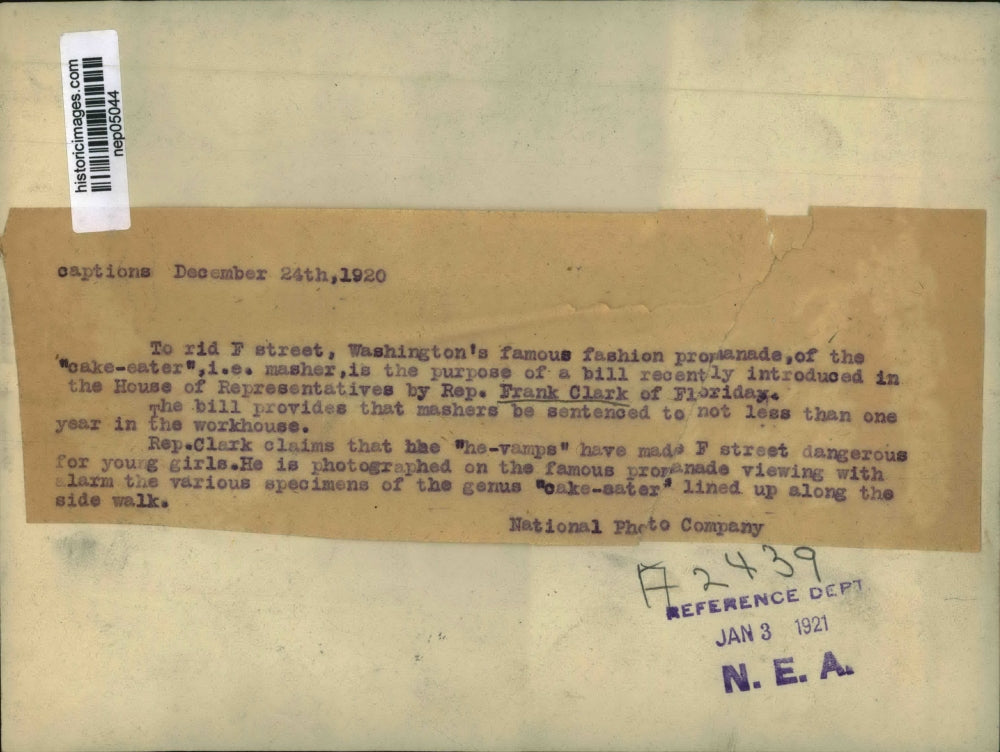 historicimages.com
nep05044
captions December 24th,1920
To rid F street, Washington's famous fashion promanade,of the
"cake-eater",i.e. masher,is the purpose of a bill recently introduced in
the House of Representatives by Rep. Frank Clark of Floriday.
The bill provides that mashers be sentenced to not less than one
year in the workhouse.
Rep.Clark claims that hhe "he-vamps" have made F street dangerous
for young girls.He is photographed on the famous promanade viewing with
alarm the various specimens of the genus "cake-eater" lined up along the
side walk.
National Photo Company
A2439
REFERENCE DEPT
JAN 3 1921
N. E. A.